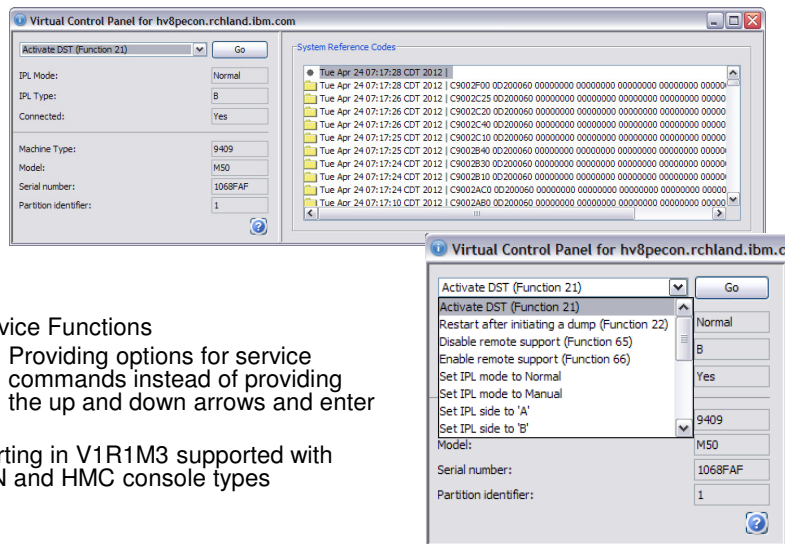 Virtual Control Panel for hv8pecon.rchland.ibm.com
Activate DST (Function 21)
Go
IPL Mode:
Normal
IPL Type:
B
Connected:
Yes
Machine Type:
9409
Model:
M50
Serial number:
1068FAF
Partition identifier:
1
System Reference Codes
Tue Apr 24 07:17:28 CDT 2012 |
Tue Apr 24 07:17:28 CDT 2012 | C9002F00 0D200060 00000000 00000000 00000000 00000000 00000
Tue Apr 24 07:17:26 CDT 2012 | C9002C25 0D200060 00000000 00000000 00000000 00000000 00000
Tue Apr 24 07:17:26 CDT 2012 | C9002C20 0D200060 00000000 00000000 00000000 00000000 00000
Tue Apr 24 07:17:26 CDT 2012 | C9002C40 0D200060 00000000 00000000 00000000 00000000 00000
Tue Apr 24 07:17:25 CDT 2012 | C9002C10 0D200060 00000000 00000000 00000000 00000000 00000
Tue Apr 24 07:17:25 CDT 2012 | C9002B40 0D200060 00000000 00000000 00000000 00000000 00000
Tue Apr 24 07:17:24 CDT 2012 | C9002B30 0D200060 00000000 00000000 00000000 00000000 00000
Tue Apr 24 07:17:24 CDT 2012 | C9002B10 0D200060 00000000 00000000 00000000 00000000 00000
Tue Apr 24 07:17:24 CDT 2012 | C9002AC0 0D200060 00000000 00000000 00000000 00000000 0000
Tue Apr 24 07:17:10 CDT 2012 | C9002AB0 0D200060 00000000 00000000 00000000 00000000 0000
Virtual Control Panel for hv8pecon.rchland.ibm.c
Activate DST (Function 21)
Go
Activate DST (Function 21)
Restart after initiating a dump (Function 22)
Normal
Disable remote support (Function 65)
Enable remote support (Function 66)
B
Set IPL mode to Normal
Yes
Set IPL mode to Manual
Set IPL side to 'A'
9409
Set IPL side to 'B'
Model:
M50
Serial number:
1068FAF
Partition identifier:
1
vice Functions
Providing options for service
commands instead of providing
the up and down arrows and enter
rting in V1R1M3 supported with
N and HMC console types